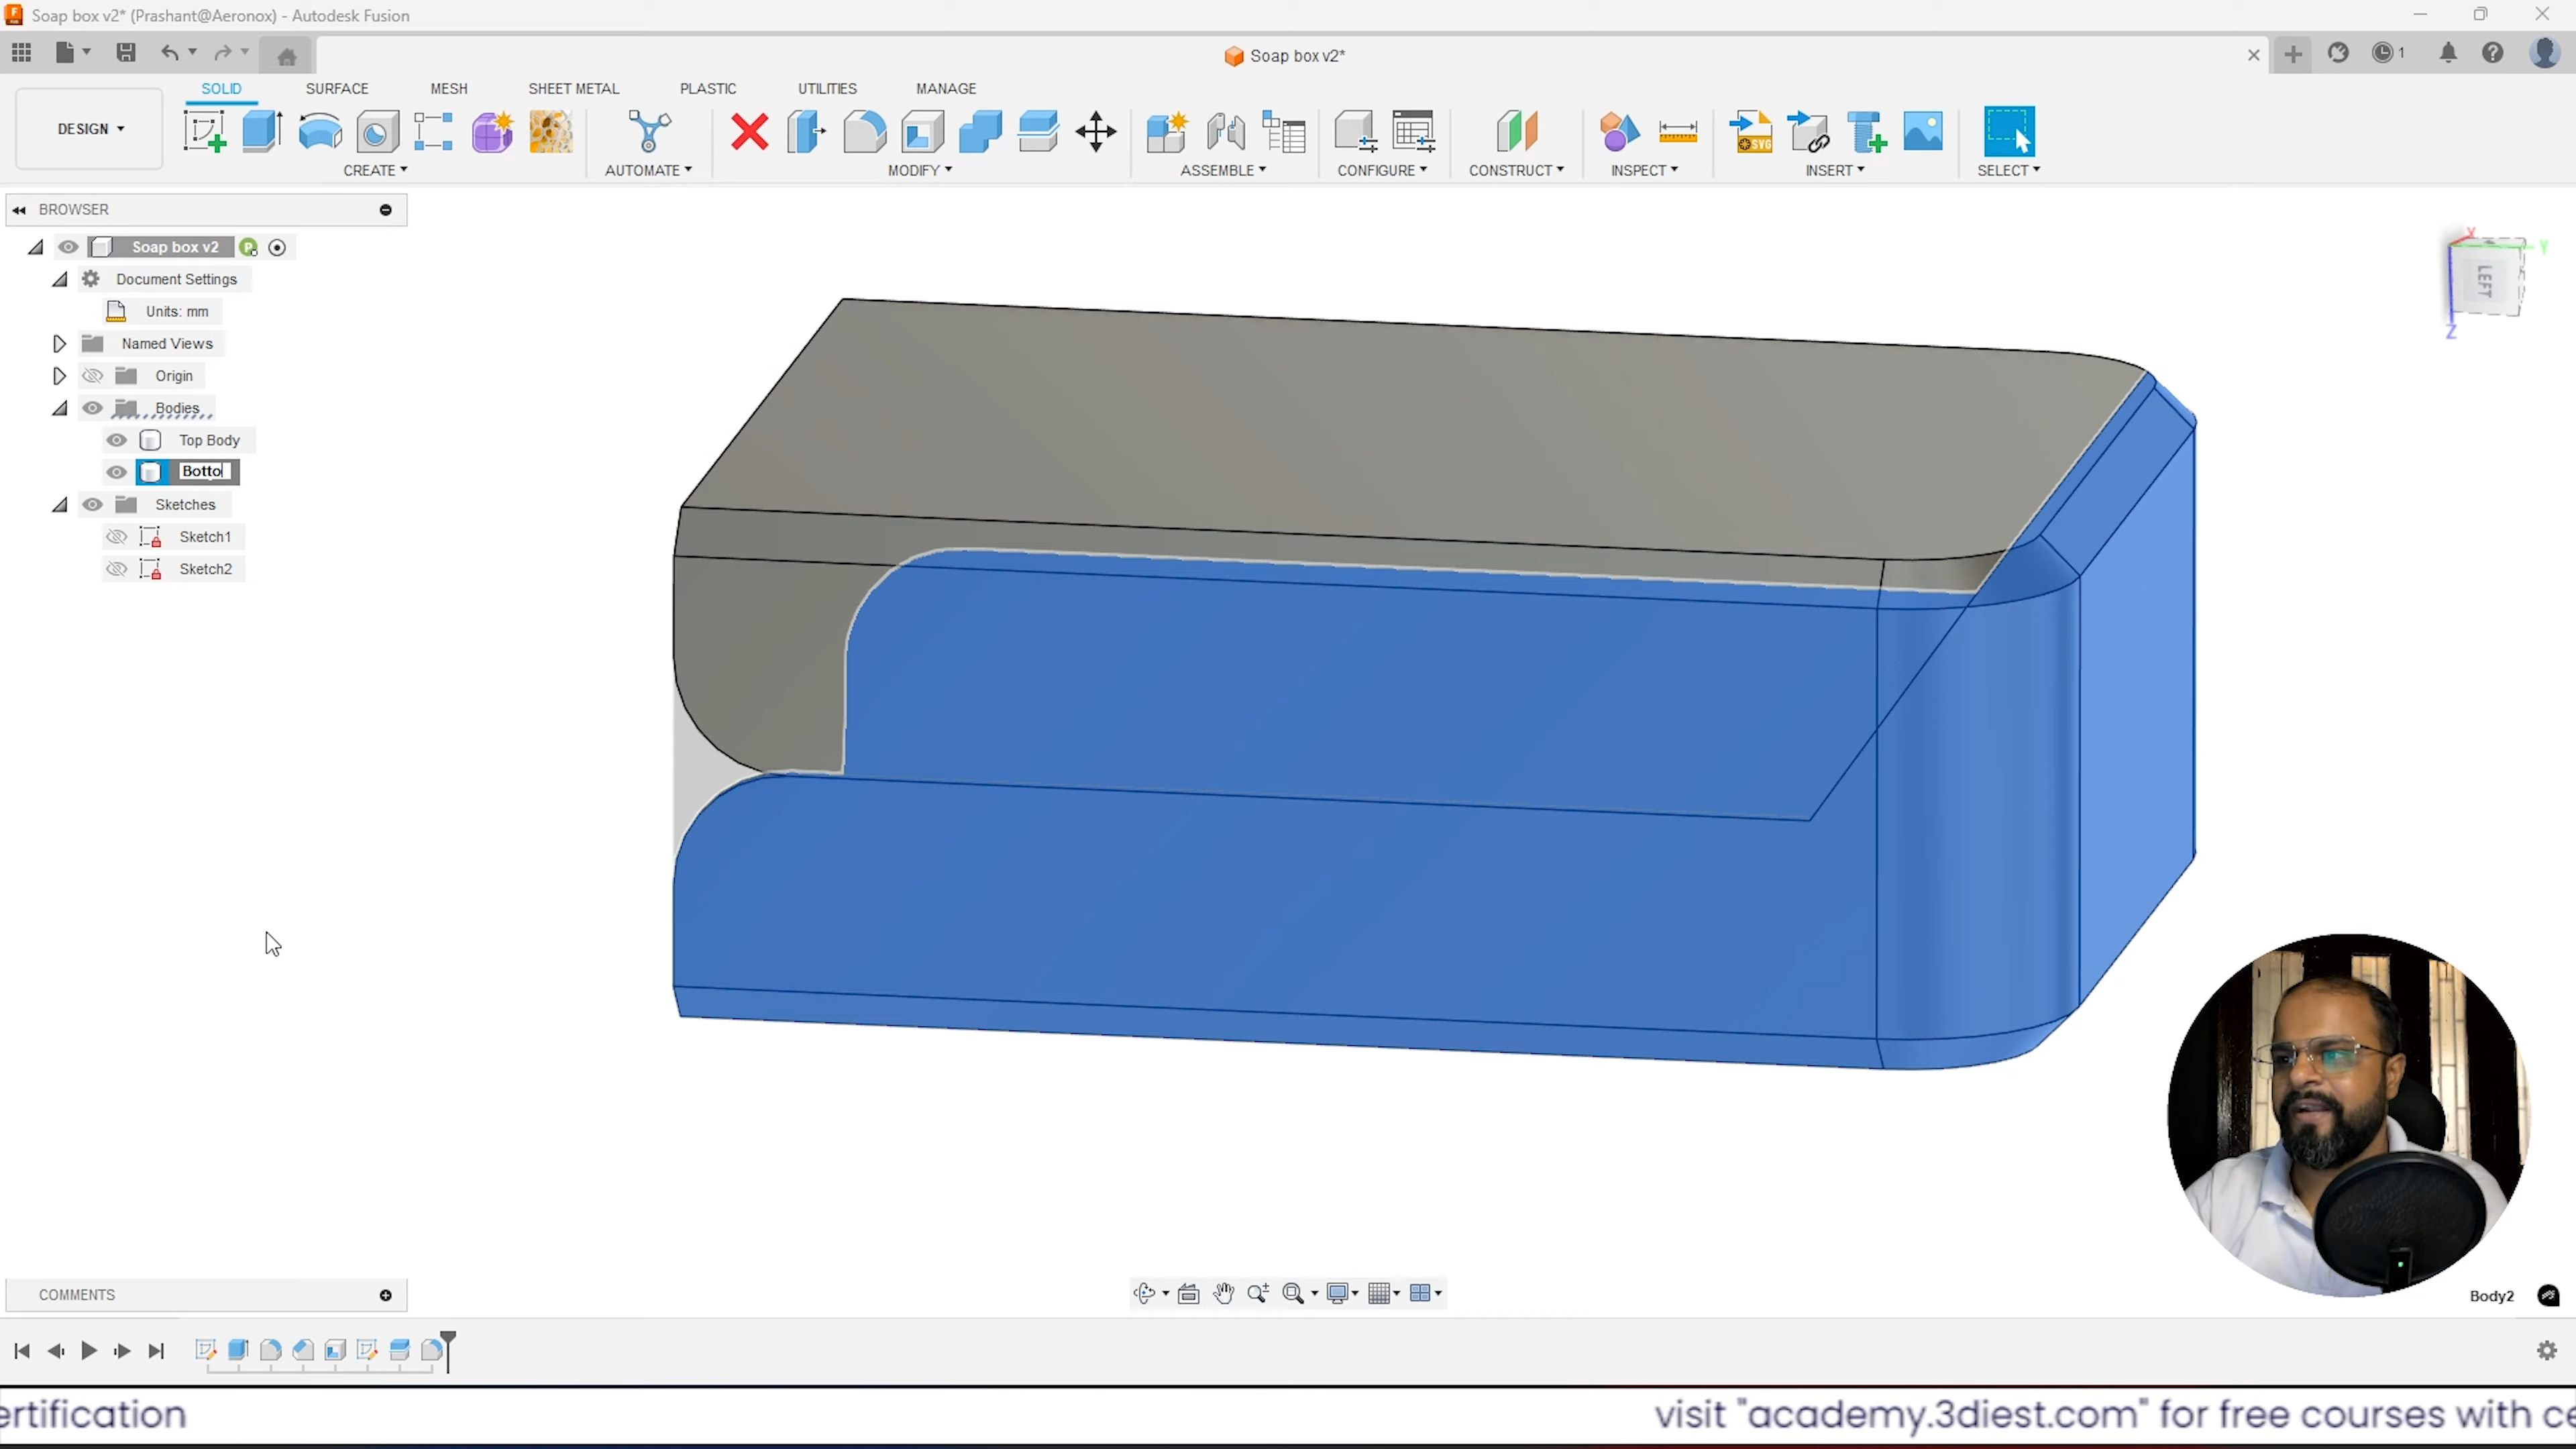 Soap box v2* (Prashant@Aeronox) - Autodesk Fusion
Soap box v2*
1
DESIGN
SOLID
SURFACE
MESH
SHEET METAL
PLASTIC
UTILITIES
MANAGE
CREATE
AUTOMATE
MODIFY
ASSEMBLE
CONFIGURE
CONSTRUCT
INSPECT
SVG
INSERT
SELECT
BROWSER
Soap box v2
P
Document Settings
Units: mm
Named Views
Origin
Bodies
Top Body
Botto
Sketches
Sketch1
Sketch2
X
Y
LEFT
Z
COMMENTS
Body2
ertification
visit "academy.3diest.com" for free courses with ce